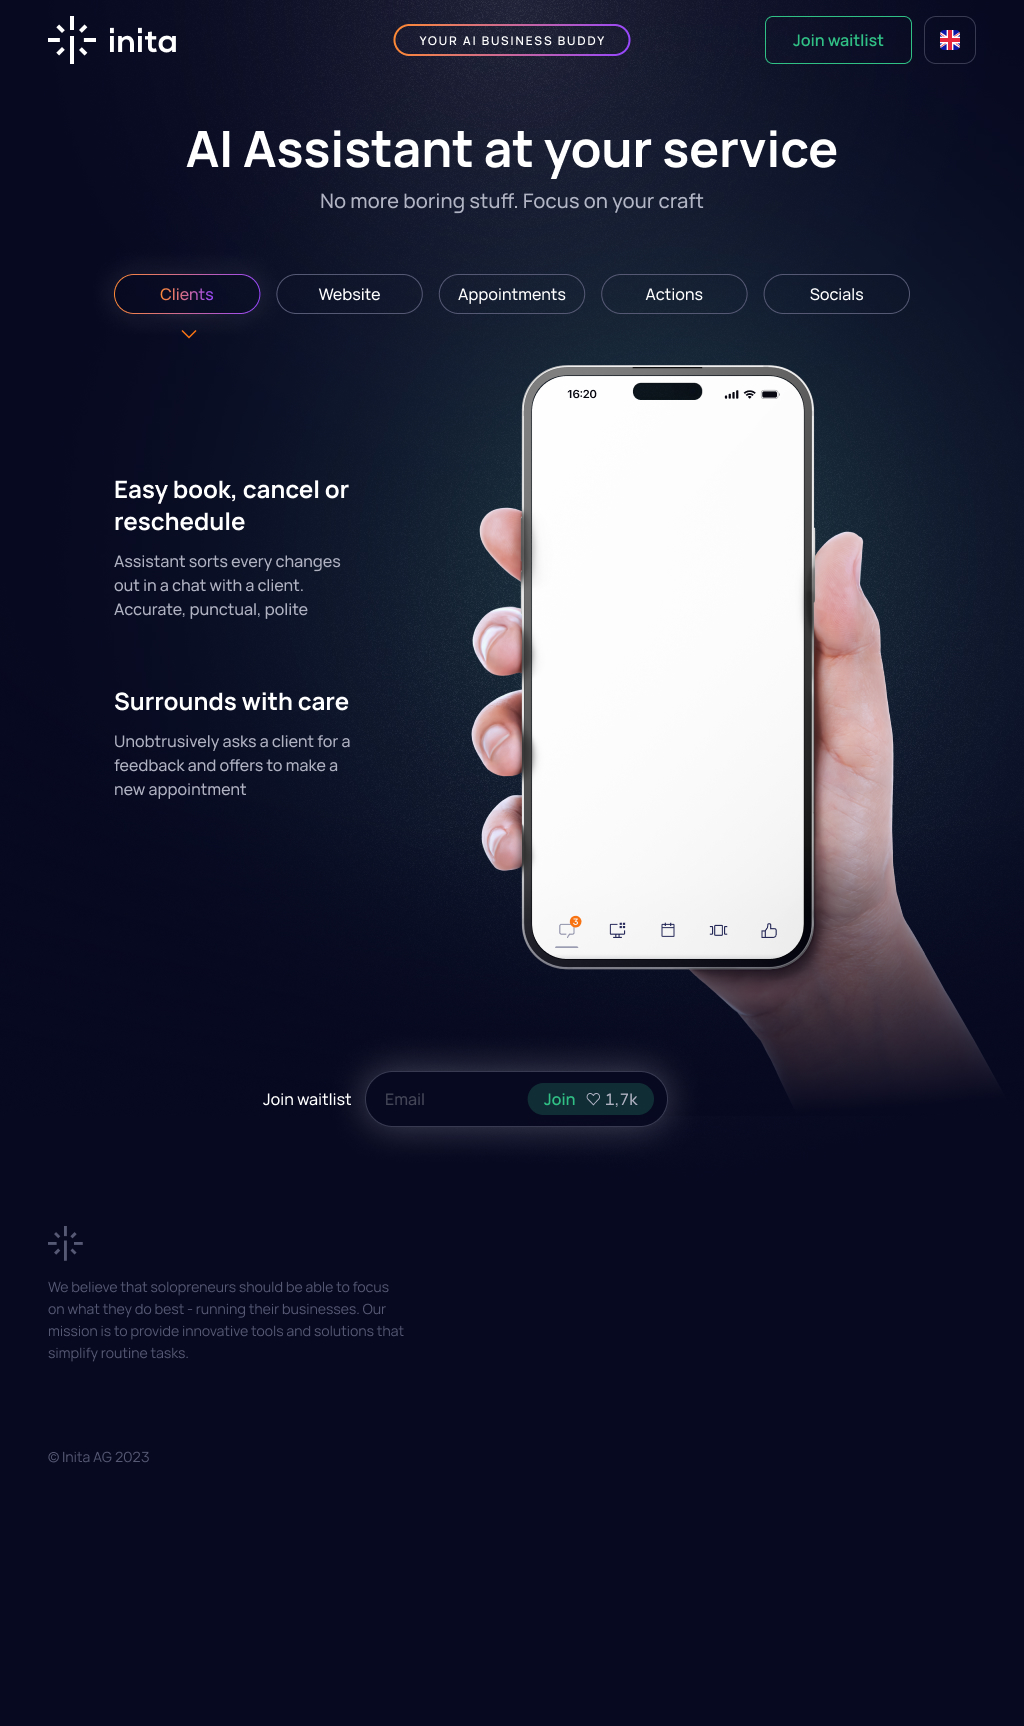 inita
YOUR AI BUSINESS BUDDY
Join waitlist
AI Assistant at your service
No more boring stuff. Focus on your craft
Clients
Website
Appointments
Actions
Socials
16:20
Easy book, cancel or
reschedule
Assistant sorts every changes
out in a chat with a client.
Accurate, punctual, polite
Surrounds with care
Unobtrusively asks a client for a
feedback and offers to make a
new appointment
3
Join waitlist
Email
Join ♡ 1,7k
We believe that solopreneurs should be able to focus
on what they do best - running their businesses. Our
mission is to provide innovative tools and solutions that
simplify routine tasks.
© Inita AG 2023